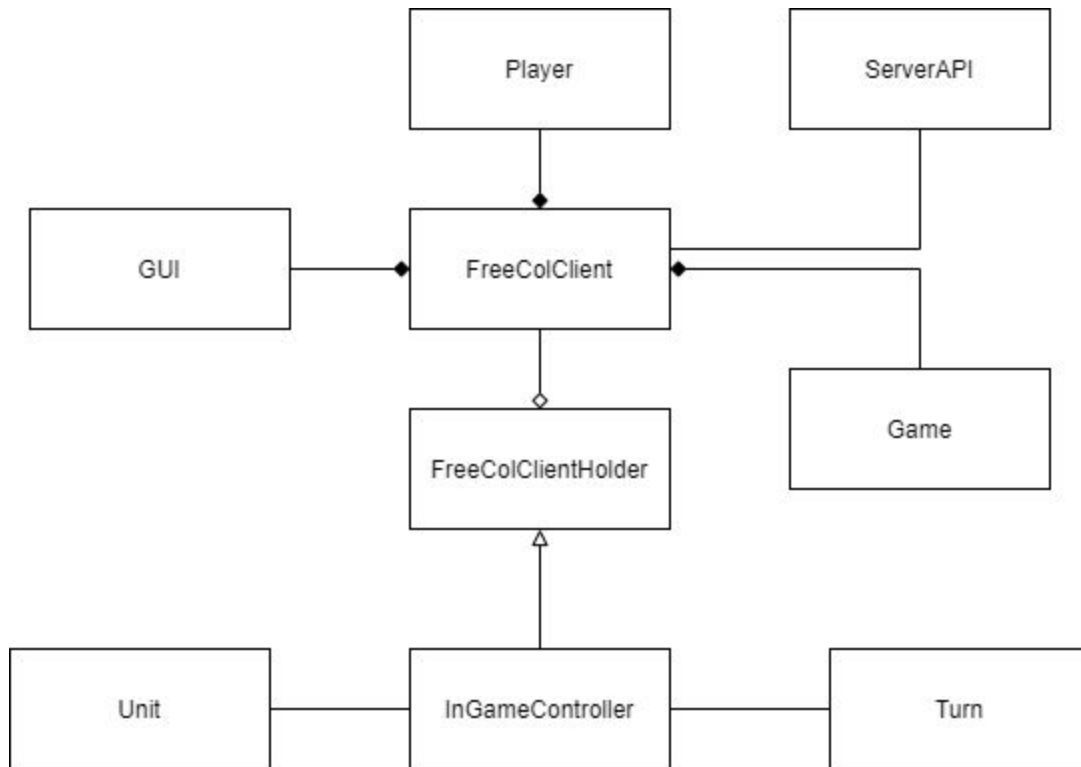 Player
ServerAPI
GUI
FreeColClient
Game
FreeColClientHolder
Unit
InGameController
Turn